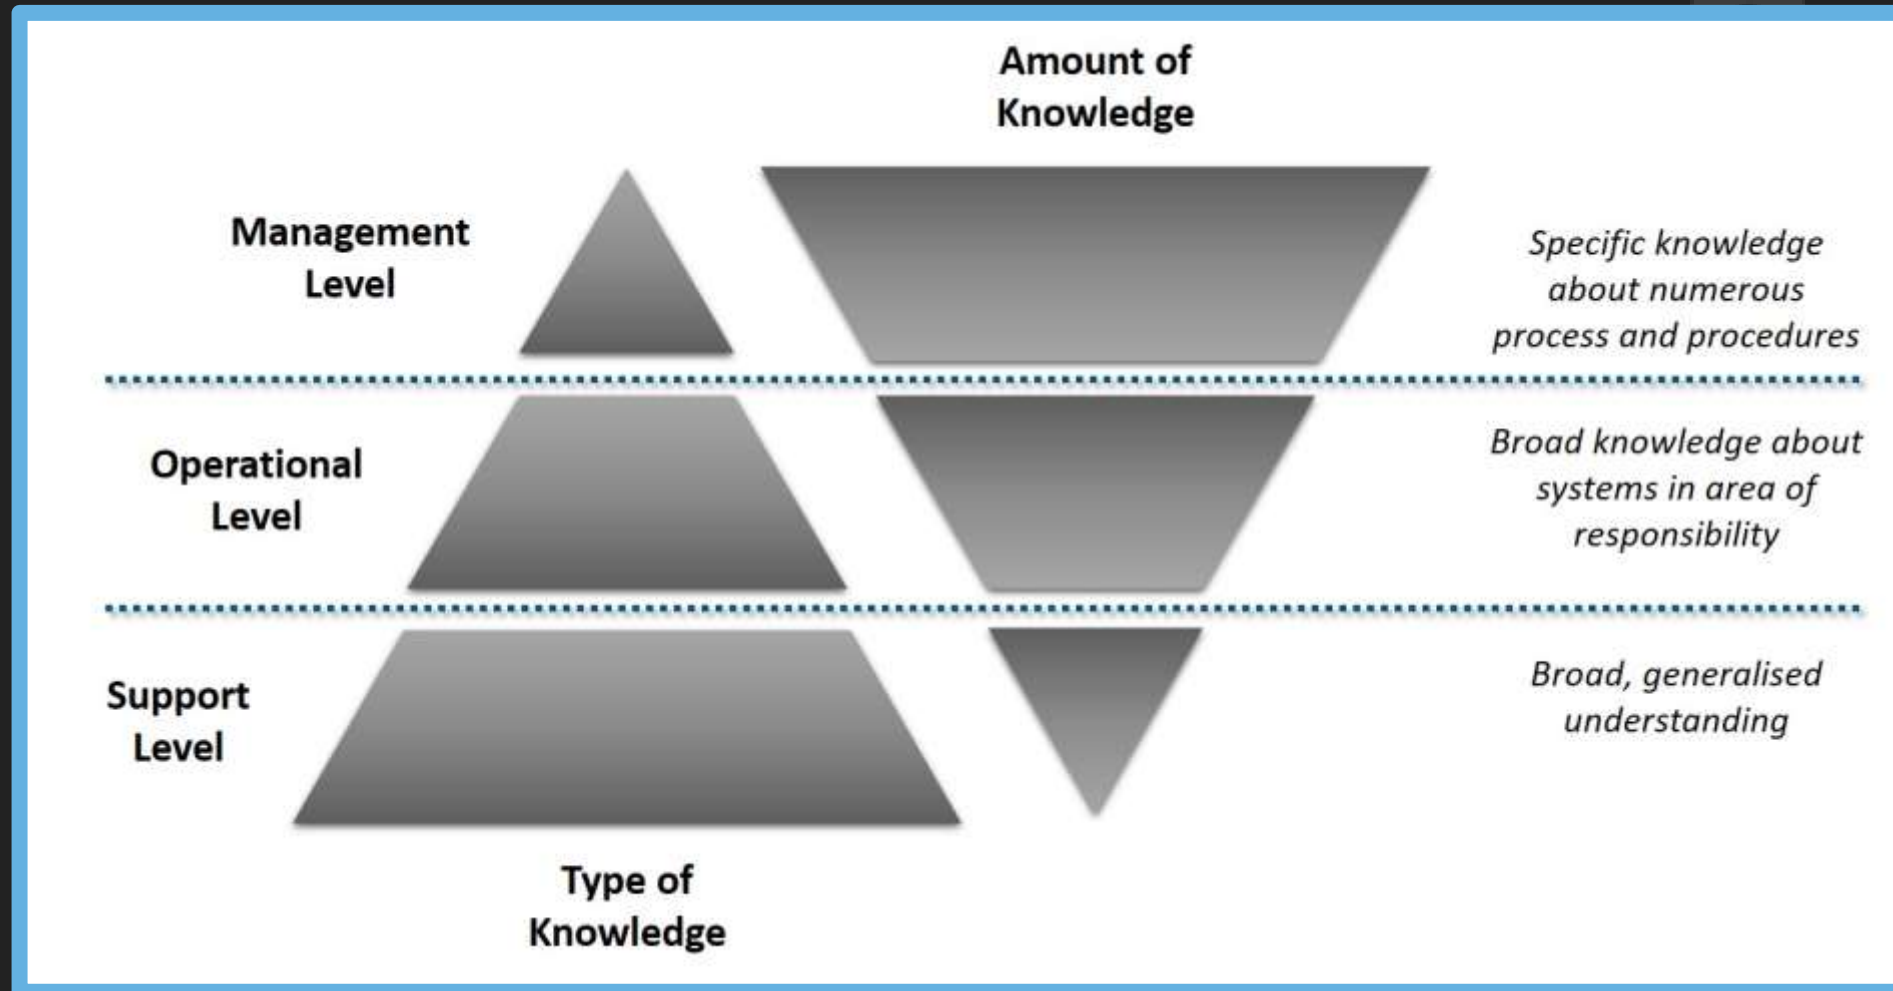 Amount of
Knowledge
Management
Level
Specific knowledge
about numerous
process and procedures
Operational
Level
Broad knowledge about
systems in area of
responsibility
Support
Level
Broad, generalised
understanding
Type of
Knowledge